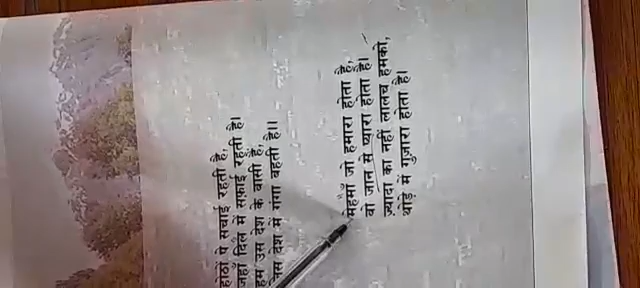 होठों पे सचाई रहती है,
जहाँ दिल में सफ़ाई रहती है।
हम उस देश के वासी हैं,
जिस देश में गंगा बहती है।।
मेहमाँ जो हमारा होता है,
वो जान से प्यारा होता है।
ज़्यादा का नहीं लालच हमको,
थोड़े में गुज़ारा होता है।